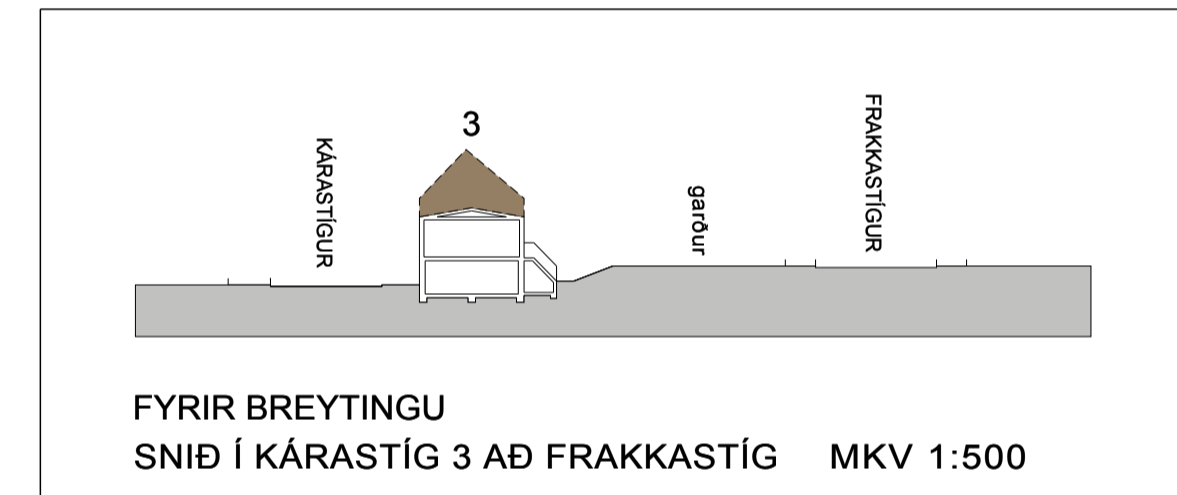 3
KÁRASTÍGUR
garður
FRAKKASTÍGUR
FYRIR BREYTINGU
SNIÐ Í KÁRASTÍG 3 AÐ FRAKKASTÍG MKV 1:500